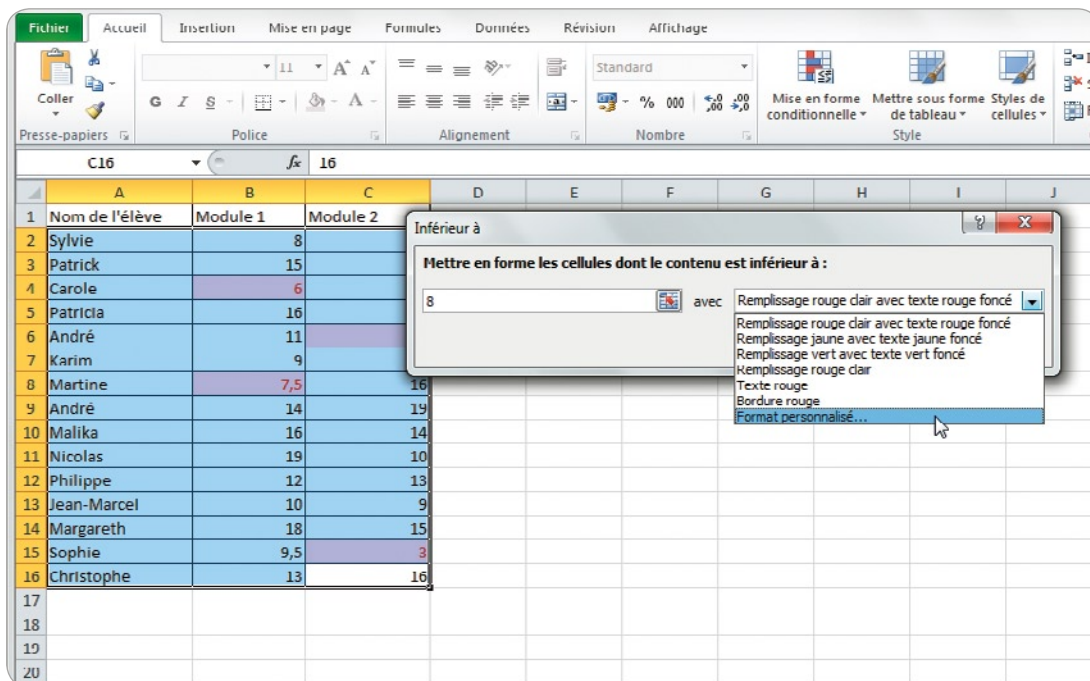 Fichier Accueil Insertion Mise en page Formules Données Révision Affichage
11 A A Standard
Coller G I S % 000 ,00 Mise en forme conditionnelle Mettre sous forme de tableau Styles de cellules
Presse-papiers Police Alignement Nombre Style
C16 fx 16
A B C D E F G H I J
1 Nom de l'élève Module 1 Module 2
2 Sylvie 8
3 Patrick 15
4 Carole 6
5 Patricia 16
6 André 11
7 Karim 9
8 Martine 7,5 16
9 André 14 19
10 Malika 16 14
11 Nicolas 19 10
12 Philippe 12 13
13 Jean-Marcel 10 9
14 Margareth 18 15
15 Sophie 9,5 3
16 Christophe 13 16
17
18
19
20
Inférieur à
Mettre en forme les cellules dont le contenu est inférieur à :
8 avec Remplissage rouge clair avec texte rouge foncé
Remplissage rouge clair avec texte rouge foncé
Remplissage jaune avec texte jaune foncé
Remplissage vert avec texte vert foncé
Remplissage rouge clair
Texte rouge
Bordure rouge
Format personnalisé...